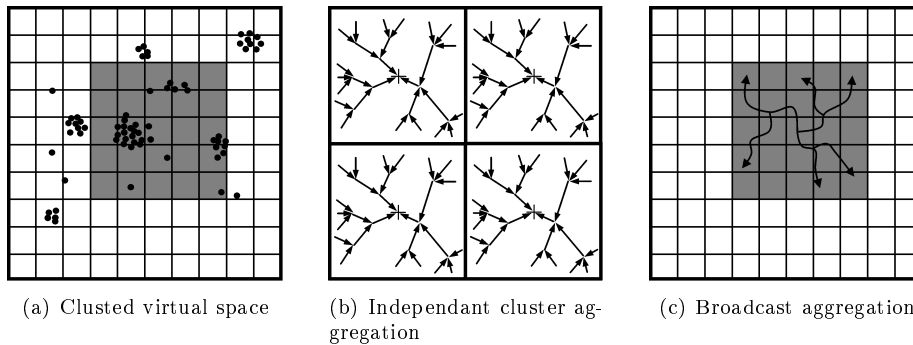 (a) Clusted virtual space
(b) Independant cluster ag-
gregation
(c) Broadcast aggregation